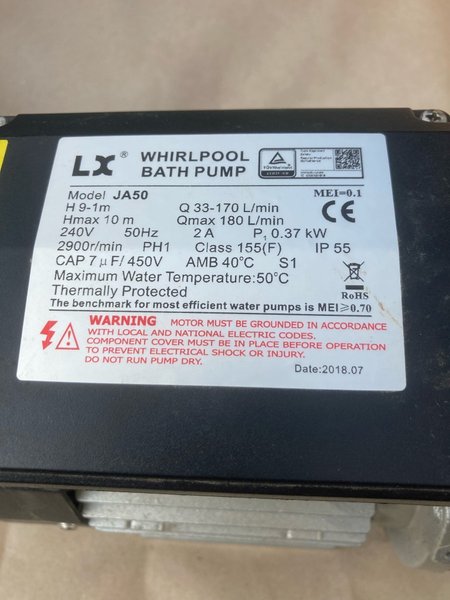 LX ® WHIRLPOOL
BATH PUMP
Model JA50 MEI=0.1
H 9-1m Q 33-170 L/min
Hmax 10 m Qmax 180 L/min
240V 50Hz 2 A P₁ 0.37 kW
2900r/min PH1 Class 155(F) IP 55
CAP 7 μF/ 450V AMB 40°C S1
Maximum Water Temperature:50°C
Thermally Protected
RoHS
The benchmark for most efficient water pumps is MEI≥0.70
WARNING MOTOR MUST BE GROUNDED IN ACCORDANCE
WITH LOCAL AND NATIONAL ELECTRIC CODES.
COMPONENT COVER MUST BE IN PLACE BEFORE OPERATION
TO PREVENT ELECTRICAL SHOCK OR INJURY.
DO NOT RUN PUMP DRY.
Date:2018.07